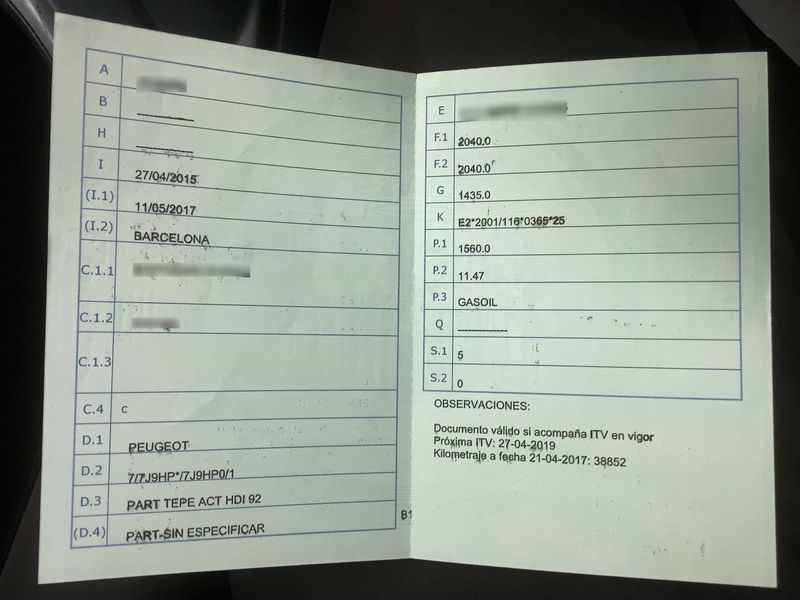 A
B
H
I 27/04/2015
(I.1) 11/05/2017
(I.2) BARCELONA
C.1.1
C.1.2
C.1.3
C.4 C
D.1 PEUGEOT
D.2 7/7J9HP*/7J9HP0/1
D.3 PART TEPE ACT HDI 92
(D.4) PART-SIN ESPECIFICAR
B1
E
F.1 2040.0
F.2 2040.0
G 1435.0
K E2*2001/116*0365*25
P.1 1560.0
P.2 11.47
P.3 GASOIL
Q
S.1 5
S.2 0
OBSERVACIONES:
Documento válido si acompaña ITV en vigor
Próxima ITV: 27-04-2019
Kilometraje a fecha 21-04-2017: 38852